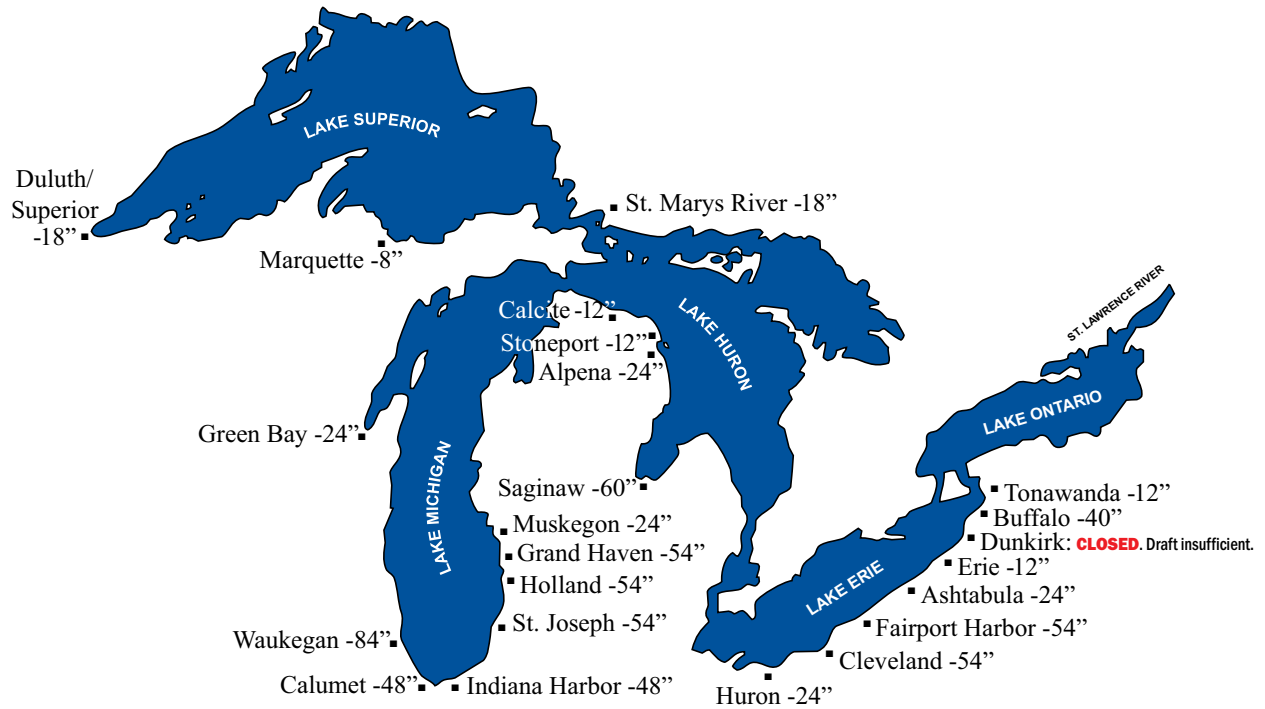 LAKE SUPERIOR
Duluth/
Superior
-18”
St. Marys River -18”
Marquette -8”
ST. LAWRENCE RIVER
Calcite -12”
LAKE HURON
Stoneport -12”
Alpena -24”
LAKE ONTARIO
Green Bay -24”
LAKE MICHIGAN
Saginaw -60”
Tonawanda -12”
Muskegon -24”
Buffalo -40”
Grand Haven -54”
Dunkirk: CLOSED. Draft insufficient.
Holland -54”
Erie -12”
LAKE ERIE
Ashtabula -24”
St. Joseph -54”
Fairport Harbor -54”
Waukegan -84”
Cleveland -54”
Calumet -48”
Indiana Harbor -48”
Huron -24”